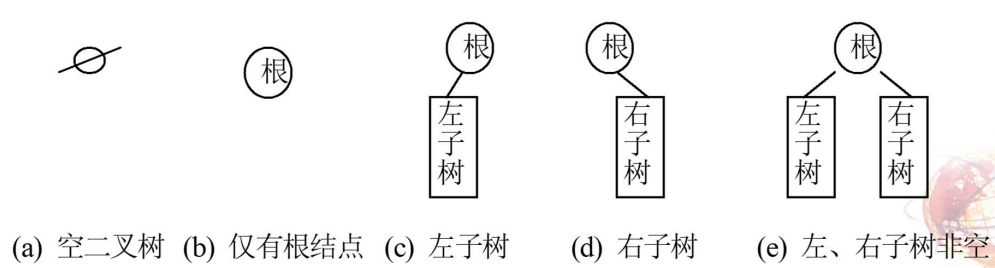 根
根
根
根
左子树
右子树
左子树
右子树
(a) 空二叉树
(b) 仅有根结点
(c) 左子树
(d) 右子树
(e) 左、右子树非空